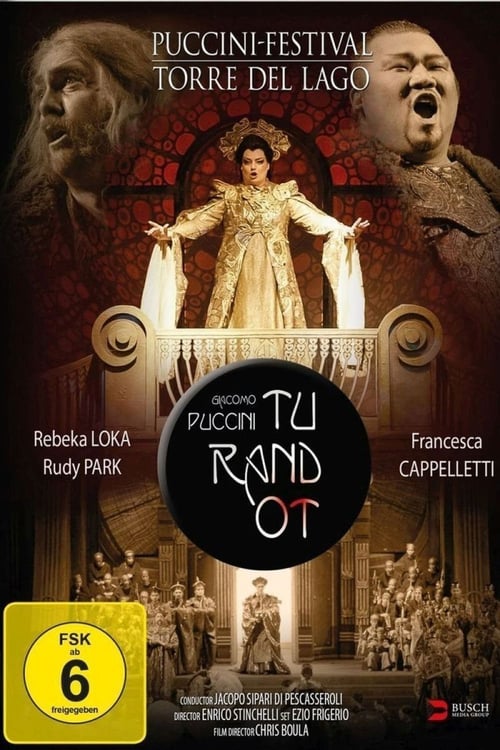 PUCCINI-FESTIVAL
TORRE DEL LAGO
GIACOMO
PUCCINI
TU
RAND
OT
Rebeka LOKA
Rudy PARK
Francesca
CAPPELLETTI
FSK
ab
6
freigegeben
CONDUCTOR JACOPO SIPARI DI PESCASSEROLI
DIRECTOR ENRICO STINCHELLI SET EZIO FRIGERIO
FILM DIRECTOR CHRIS BOULA
BUSCH
MEDIA GROUP